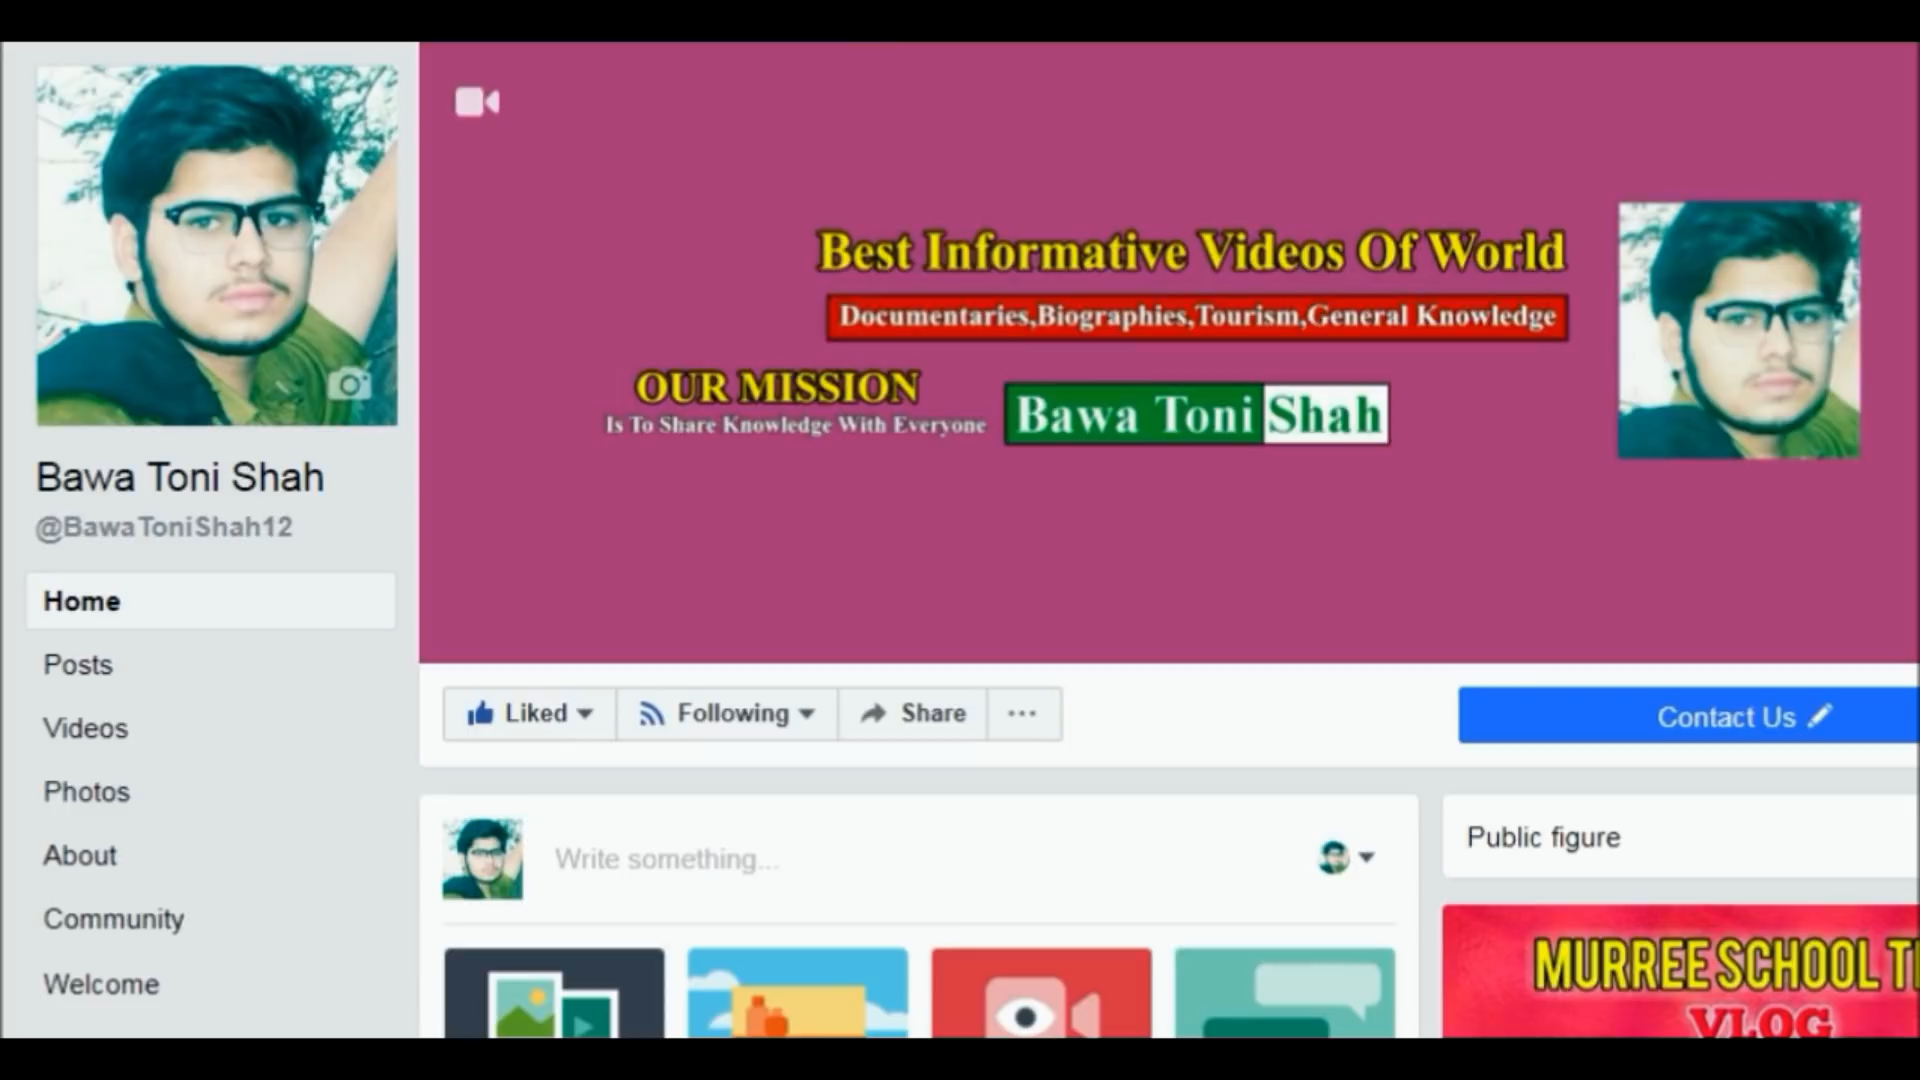 Best Informative Videos Of World
Documentaries,Biographies,Tourism,General Knowledge
OUR MISSION
Is To Share Knowledge With Everyone
Bawa Toni Shah
Bawa Toni Shah
@BawaToniShah12
Home
Posts
Videos
Photos
About
Community
Welcome
Liked
Following
Share
Contact Us
Write something...
Public figure
MURREE SCHOOL
VLOG